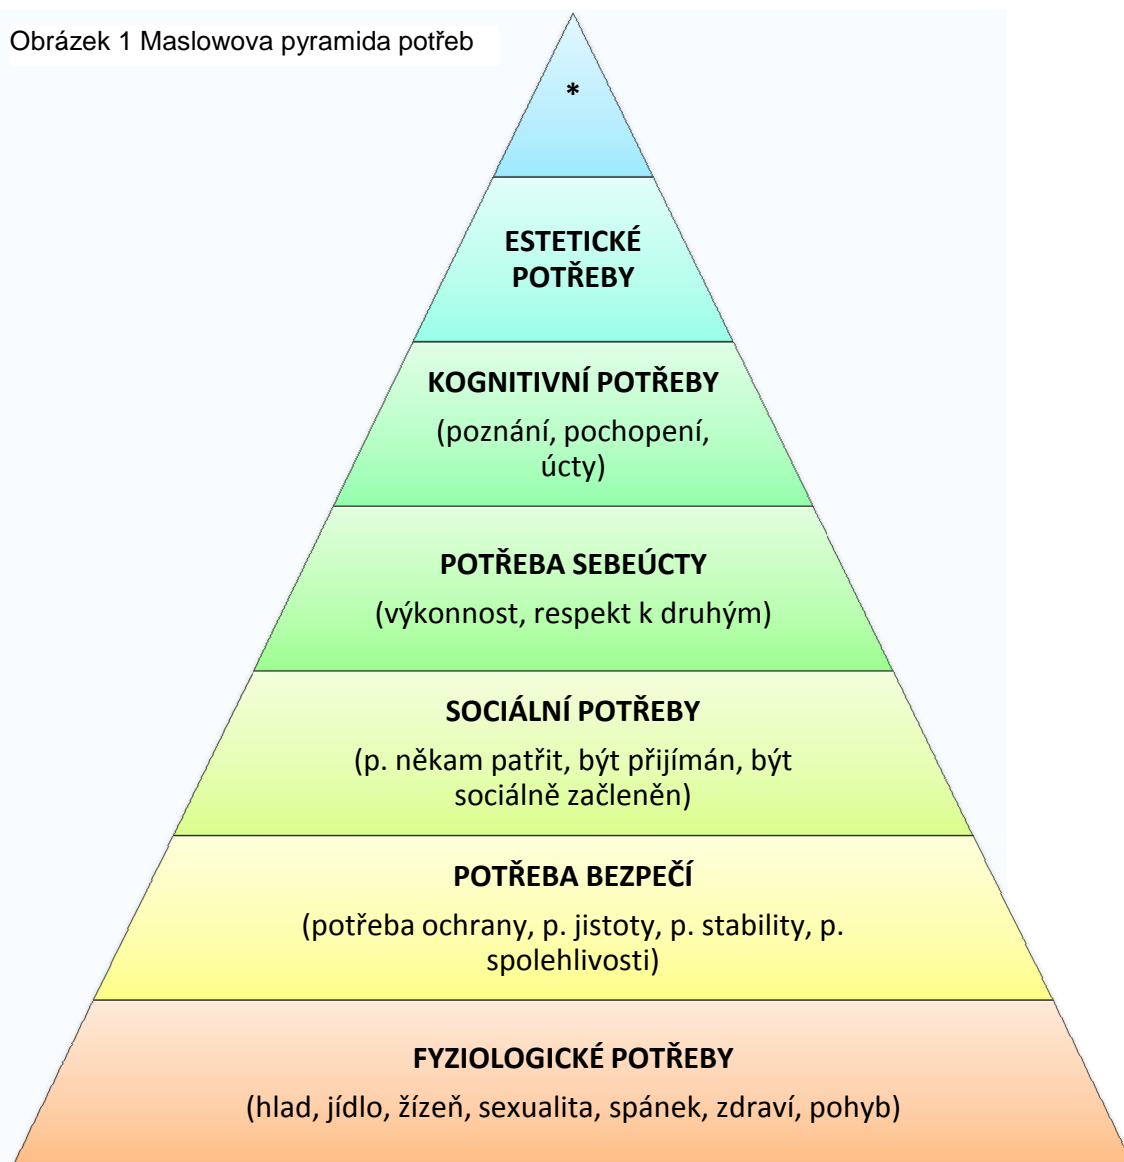 Obrázek 1 Maslowova pyramida potřeb
*
ESTETICKÉ
POTŘEBY
KOGNITIVNÍ POTŘEBY
(poznání, pochopení,
úcty)
POTŘEBA SEBEÚCTY
(výkonnost, respekt k druhým)
SOCIÁLNÍ POTŘEBY
(p. někam patřit, být přijímán, být
sociálně začleněn)
POTŘEBA BEZPEČÍ
(potřeba ochrany, p. jistoty, p. stability, p.
spolehlivosti)
FYZIOLOGICKÉ POTŘEBY
(hlad, jídlo, žízeň, sexualita, spánek, zdraví, pohyb)